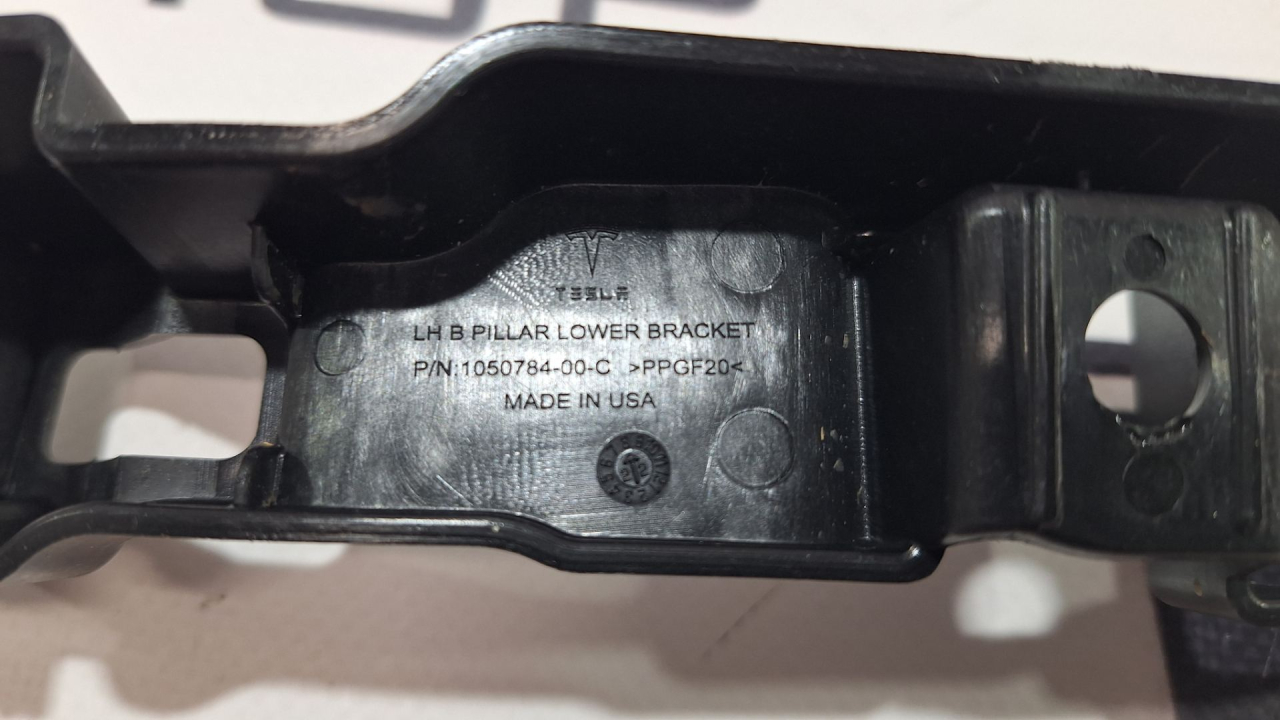 TESLA
LH B PILLAR LOWER BRACKET
P/N:1050784-00-C >PPGF20<
MADE IN USA